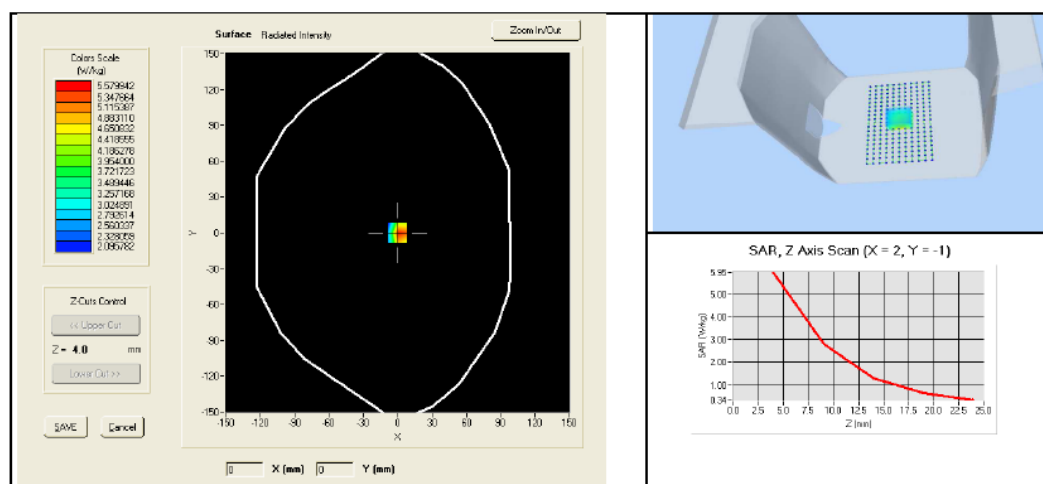 Surface Radiated Intensity
Zoom In/Out
Colors Scale
(W/kg)
5.579942
5.347664
5.115387
4.883110
4.650832
4.418555
4.186278
3.954000
3.721723
3.489446
3.257168
3.024891
2.792614
2.560337
2.328059
2.095782
Z-Cuts Control
<< Upper Cut
Z = 4.0 mm
Lower Cut >>
SAVE Cancel
150
120
90
60
30
0
-30
-60
-90
-120
-150
Y
-150 -120 -90 -60 -30 0 30 60 90 120 150
X
0 X (mm) 0 Y (mm)
SAR, Z Axis Scan (X = 2, Y = -1)
SAR (W/kg)
5.95
5.00
4.00
3.00
2.00
1.00
0.34
0.0 2.5 5.0 7.5 10.0 12.5 15.0 17.5 20.0 22.5 25.0
Z (mm)